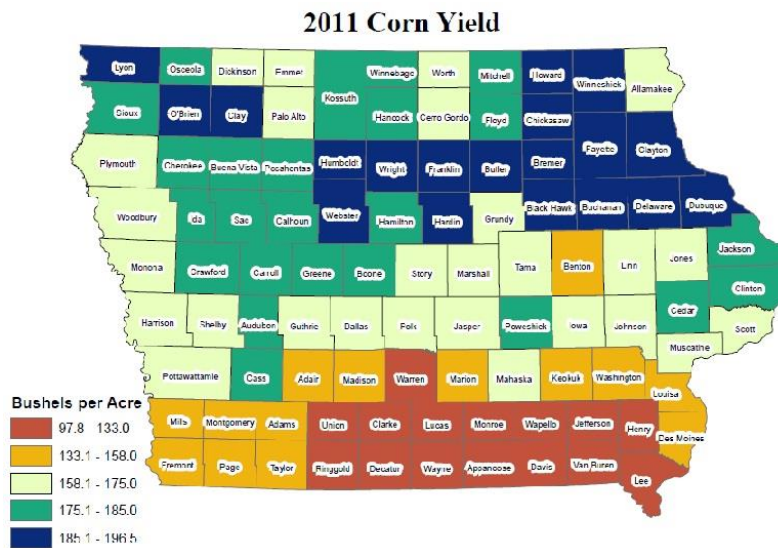 2011 Corn Yield
Lyon Osceola Dickinson Emmet Winnebago Worth Mitchell Howard Winneshiek Allamakee
Kossuth
Sioux O'Brien Clay Palo Alto Hancock Cerro Gordo Floyd Chickasaw
Plymouth Cherokee Buena Vista Pocahontas Humboldt Wright Franklin Butler Bremer Fayette Clayton
Woodbury Ida Sac Calhoun Webster Hamilton Hardin Grundy Black Hawk Buchanan Delaware Dubuque
Monona Crawford Carroll Greene Boone Story Marshall Tama Benton Linn Jones Jackson
Clinton
Cedar
Harrison Shelby Audubon Guthrie Dallas Polk Jasper Poweshiek Iowa Johnson Scott
Muscatine
Pottawattamie Cass Adair Madison Warren Marion Mahaska Keokuk Washington Louisa
Mills Montgomery Adams Union Clarke Lucas Monroe Wapello Jefferson Henry Des Moines
Fremont Page Taylor Ringgold Decatur Wayne Appanoose Davis Van Buren Lee
Bushels per Acre
97.8 133.0
133.1 - 158.0
158.1 - 175.0
175.1 - 185.0
185.1 - 196.5